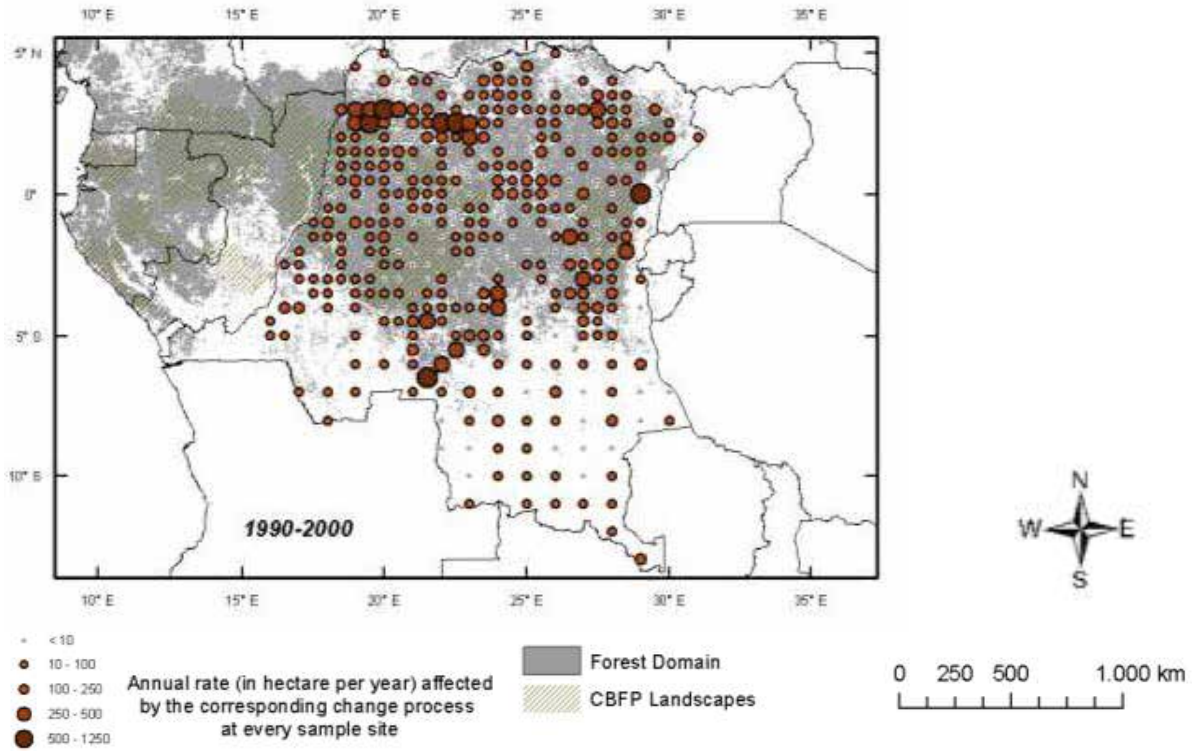 10° E 15° E 20° E 25° E 30° E 35° E
5° N
0°
5° S
10° S
1990-2000
10° E 15° E 20° E 25° E 30° E 35° E
N
W E
S
< 10
10 - 100
100 - 250
250 - 500
500 - 1250
Annual rate (in hectare per year) affected
by the corresponding change process
at every sample site
Forest Domain
CBFP Landscapes
0 250 500 1.000 km